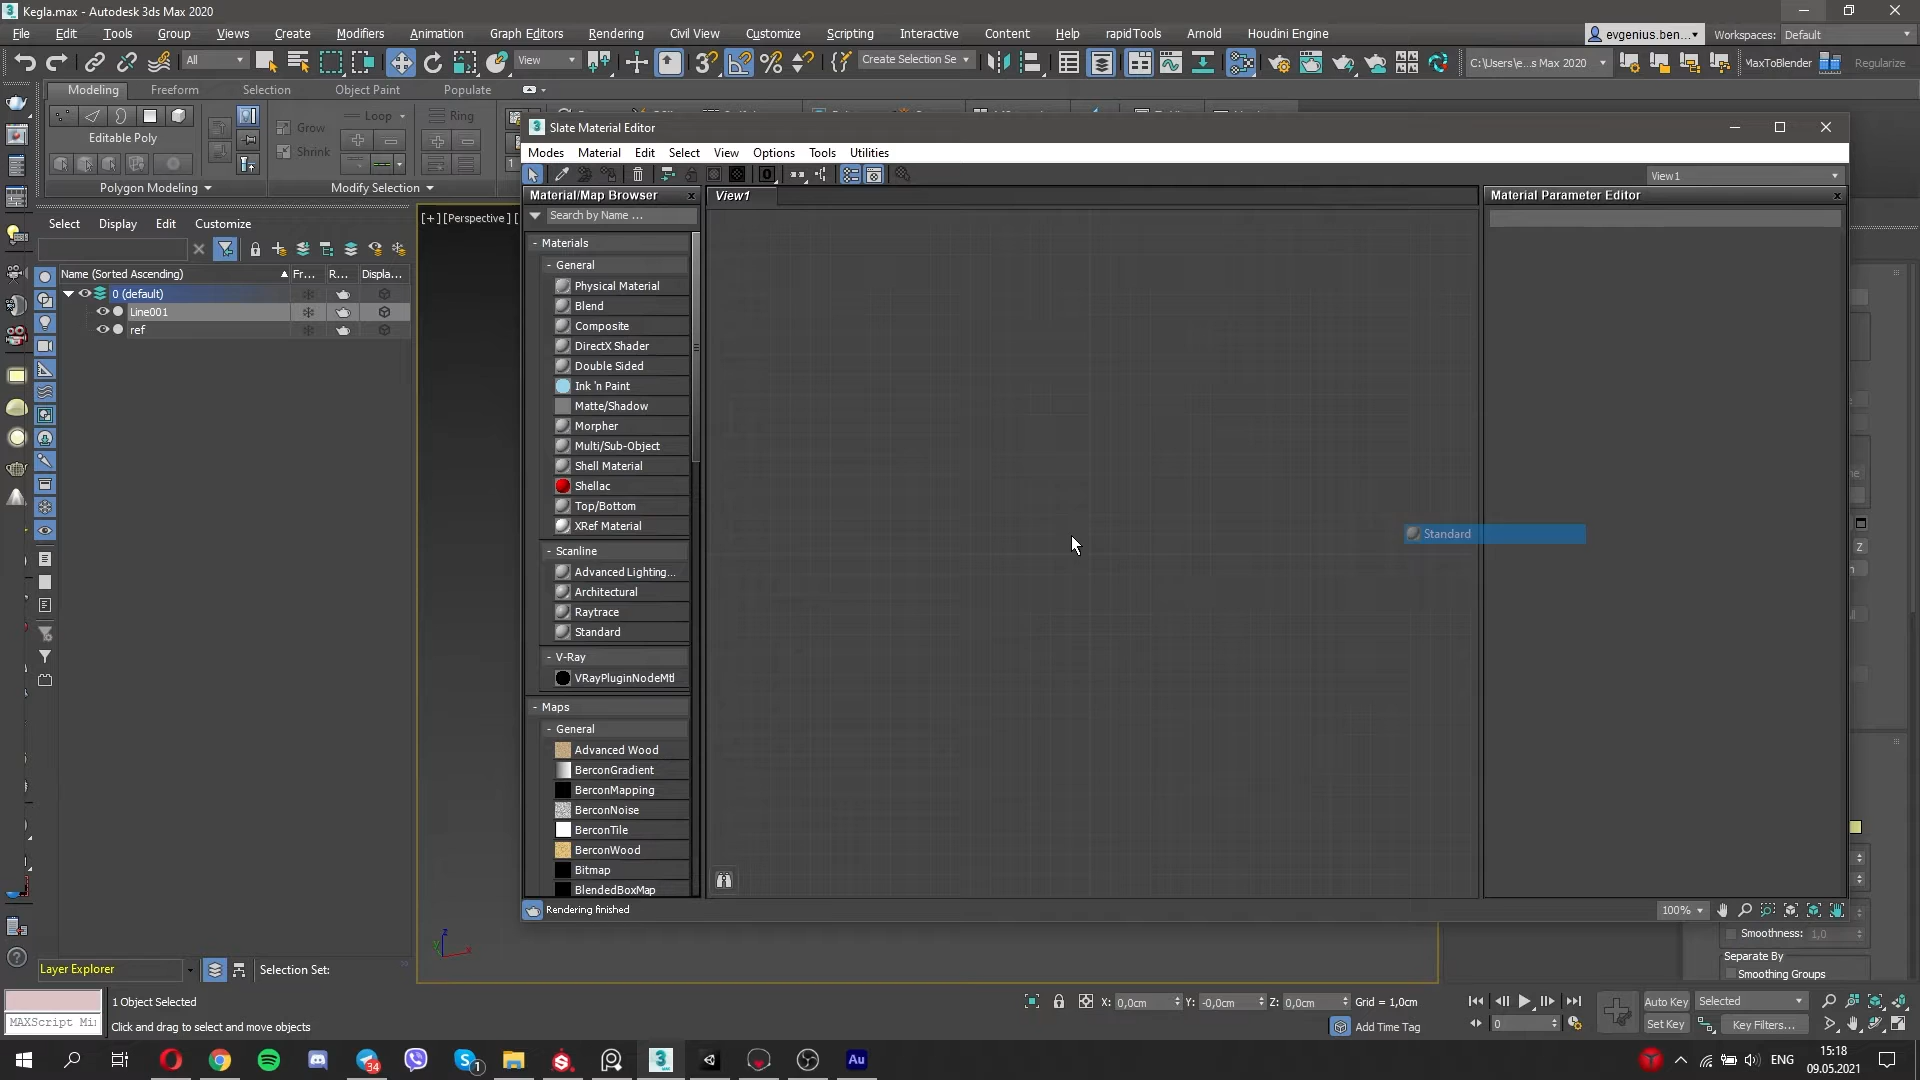 Kegla.max - Autodesk 3ds Max 2020
File Edit Tools Group Views Create Modifiers Animation Graph Editors Rendering Civil View Customize Scripting Interactive Content Help rapidTools Arnold Houdini Engine
evgenius.ben... Workspaces: Default
All View Create Selection Se C:\Users\e...s Max 2020 MaxToBlender Regularize
Modeling Freeform Selection Object Paint Populate
Loop Ring
Grow
Editable Poly
Shrink
Polygon Modeling Modify Selection
Slate Material Editor
Modes Material Edit Select View Options Tools Utilities
View1
Material/Map Browser
View1
Material Parameter Editor
Search by Name ...
Select Display Edit Customize
[+] [Perspective] [
Name (Sorted Ascending) Fr... R... Displa...
0 (default)
Line001
ref
- Materials
- General
Physical Material
Blend
Composite
DirectX Shader
Double Sided
Ink 'n Paint
Matte/Shadow
Morpher
Multi/Sub-Object
Shell Material
Shellac
Top/Bottom
XRef Material
- Scanline
Advanced Lighting...
Architectural
Raytrace
Standard
- V-Ray
VRayPluginNodeMtl
- Maps
- General
Advanced Wood
BerconGradient
BerconMapping
BerconNoise
BerconTile
BerconWood
Bitmap
BlendedBoxMap
Standard
Rendering finished
100%
Smoothness: 1,0
Separate By
Smoothing Groups
Layer Explorer Selection Set:
1 Object Selected
X: 0,0cm Y: -0,0cm Z: 0,0cm Grid = 1,0cm
Auto Key Selected
MAXScript Mi
Click and drag to select and move objects
Add Time Tag
0
Set Key Key Filters...
34
1
Au
ENG
15:18
09.05.2021